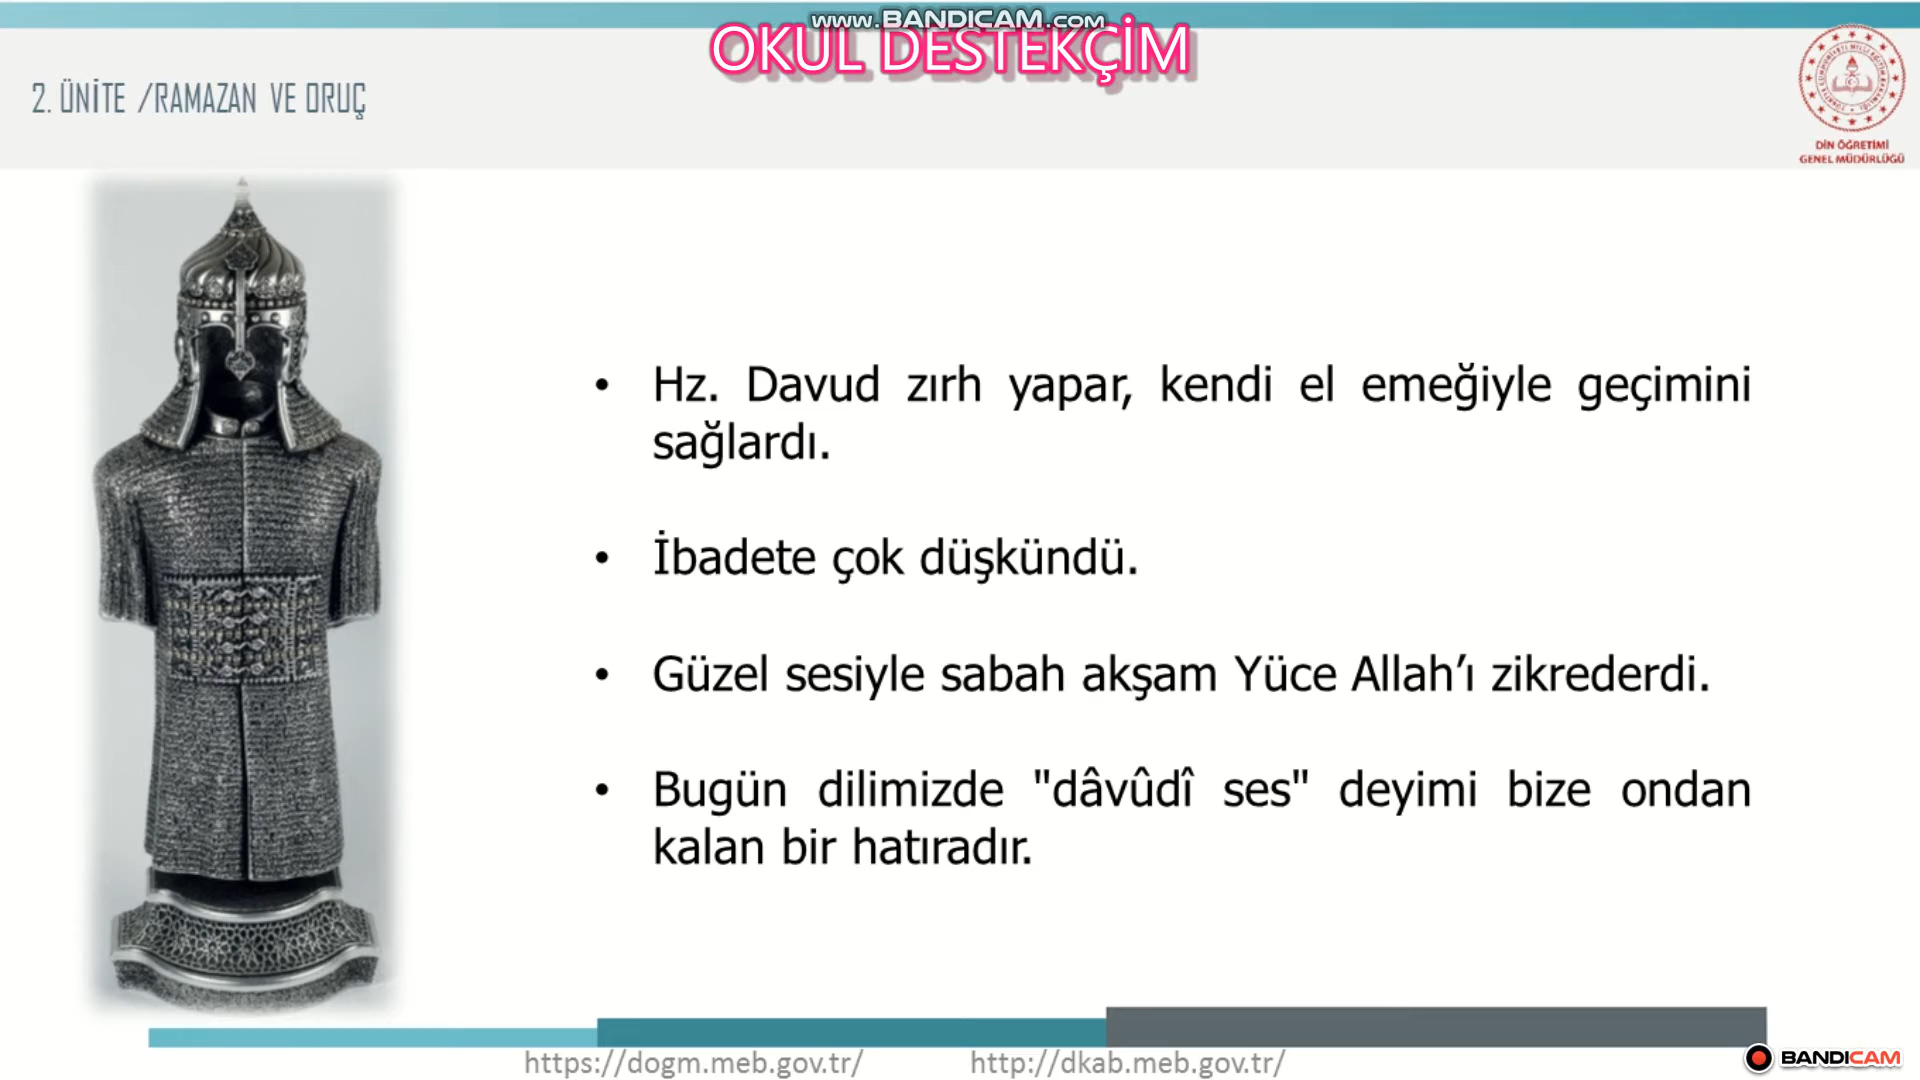 www.BANDICAM.com
OKUL DESTEKÇİM
2. ÜNİTE /RAMAZAN VE ORUÇ
DİN ÖĞRETİMİ
GENEL MÜDÜRLÜĞÜ
• Hz. Davud zırh yapar, kendi el emeğiyle geçimini
sağlardı.
• İbadete çok düşkündü.
• Güzel sesiyle sabah akşam Yüce Allah’ı zikrederdi.
• Bugün dilimizde "dâvûdî ses" deyimi bize ondan
kalan bir hatıradır.
https://dogm.meb.gov.tr/
http://dkab.meb.gov.tr/
BANDICAM